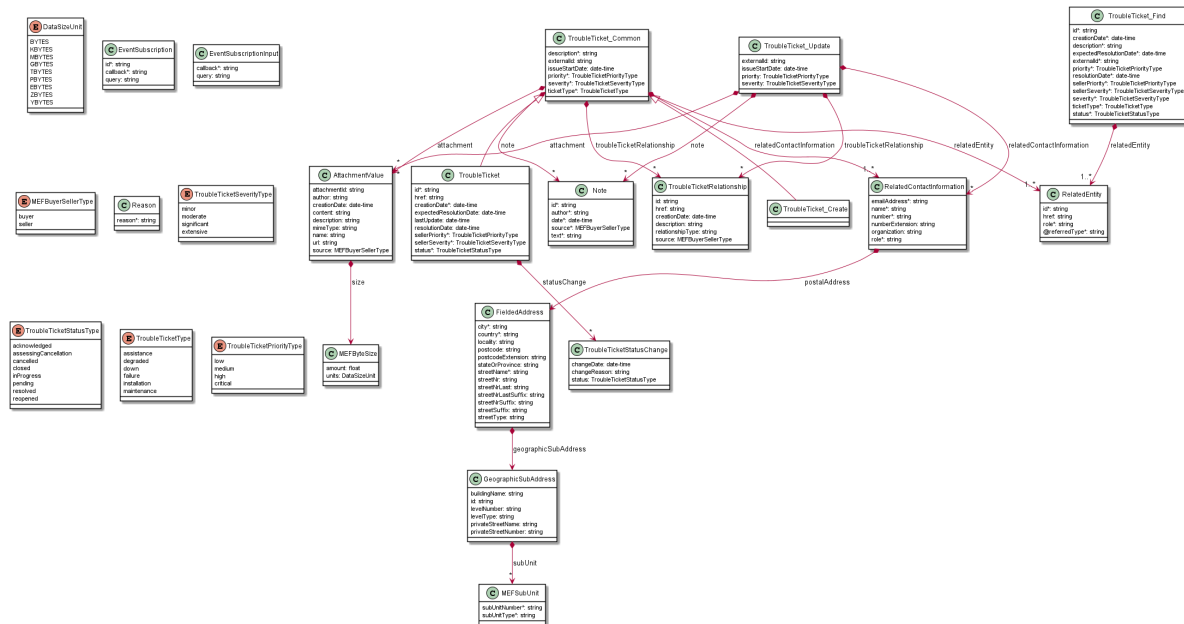 E DataSizeUnit
BYTES
KBYTES
MBYTES
GBYTES
TBYTES
PBYTES
EBYTES
ZBYTES
YBYTES
C EventSubscription
id*: string
callback*: string
query: string
C EventSubscriptionInput
callback*: string
query: string
C TroubleTicket_Common
description*: string
externalId: string
issueStartDate: date-time
priority*: TroubleTicketPriorityType
severity*: TroubleTicketSeverityType
ticketType*: TroubleTicketType
C TroubleTicket_Update
externalId: string
issueStartDate: date-time
priority: TroubleTicketPriorityType
severity: TroubleTicketSeverityType
C TroubleTicket_Find
id*: string
creationDate*: date-time
description*: string
expectedResolutionDate*: date-time
externalId*: string
priority*: TroubleTicketPriorityType
resolutionDate*: date-time
sellerPriority*: TroubleTicketPriorityType
sellerSeverity*: TroubleTicketSeverityType
severity*: TroubleTicketSeverityType
ticketType*: TroubleTicketType
status*: TroubleTicketStatusType
attachment
note
troubleTicketRelationship
attachment
note
relatedContactInformation
troubleTicketRelationship
relatedEntity
relatedContactInformation
relatedEntity
*
*
*
*
*
*
1..*
*
1..*
1..*
E MEFBuyerSellerType
buyer
seller
C Reason
reason*: string
E TroubleTicketSeverityType
minor
moderate
significant
extensive
C AttachmentValue
attachmentId: string
author: string
creationDate: date-time
content: string
description: string
mimeType: string
name: string
url: string
source*: MEFBuyerSellerType
C TroubleTicket
id*: string
href: string
creationDate*: date-time
expectedResolutionDate: date-time
lastUpdate: date-time
resolutionDate: date-time
sellerPriority*: TroubleTicketPriorityType
sellerSeverity*: TroubleTicketSeverityType
status*: TroubleTicketStatusType
C Note
id*: string
author*: string
date*: date-time
source*: MEFBuyerSellerType
text*: string
C TroubleTicketRelationship
id: string
href: string
creationDate: date-time
description: string
relationshipType: string
source: MEFBuyerSellerType
C TroubleTicket_Create
C RelatedContactInformation
emailAddress*: string
name*: string
number*: string
numberExtension: string
organization: string
role*: string
C RelatedEntity
id*: string
href: string
role*: string
@referredType*: string
size
statusChange
*
postalAddress
E TroubleTicketStatusType
acknowledged
assessingCancellation
cancelled
closed
inProgress
pending
resolved
reopened
E TroubleTicketType
assistance
degraded
down
failure
installation
maintenance
E TroubleTicketPriorityType
low
medium
high
critical
C MEFByteSize
amount: float
units: DataSizeUnit
C FieldedAddress
city*: string
country*: string
locality: string
postcode: string
postcodeExtension: string
stateOrProvince: string
streetName*: string
streetNr: string
streetNrLast: string
streetNrLastSuffix: string
streetNrSuffix: string
streetSuffix: string
streetType: string
C TroubleTicketStatusChange
changeDate: date-time
changeReason: string
status: TroubleTicketStatusType
geographicSubAddress
C GeographicSubAddress
buildingName: string
id: string
levelNumber: string
levelType: string
privateStreetName: string
privateStreetNumber: string
subUnit
*
C MEFSubUnit
subUnitNumber*: string
subUnitType*: string